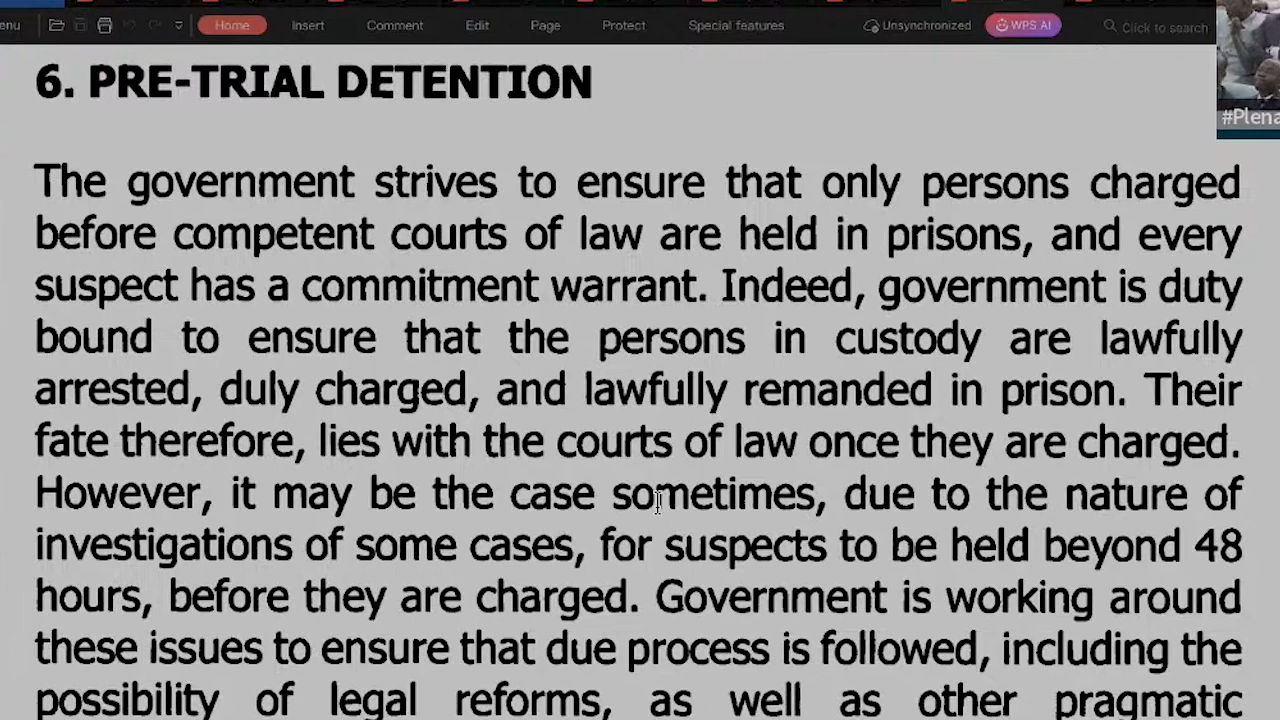 enu
Home
Insert
Comment
Edit
Page
Protect
Special features
Unsynchronized
WPS AI
Click to search
#Plena
6. PRE-TRIAL DETENTION
The government strives to ensure that only persons charged
before competent courts of law are held in prisons, and every
suspect has a commitment warrant. Indeed, government is duty
bound to ensure that the persons in custody are lawfully
arrested, duly charged, and lawfully remanded in prison. Their
fate therefore, lies with the courts of law once they are charged.
However, it may be the case sometimes, due to the nature of
investigations of some cases, for suspects to be held beyond 48
hours, before they are charged. Government is working around
these issues to ensure that due process is followed, including the
possibility of legal reforms, as well as other pragmatic